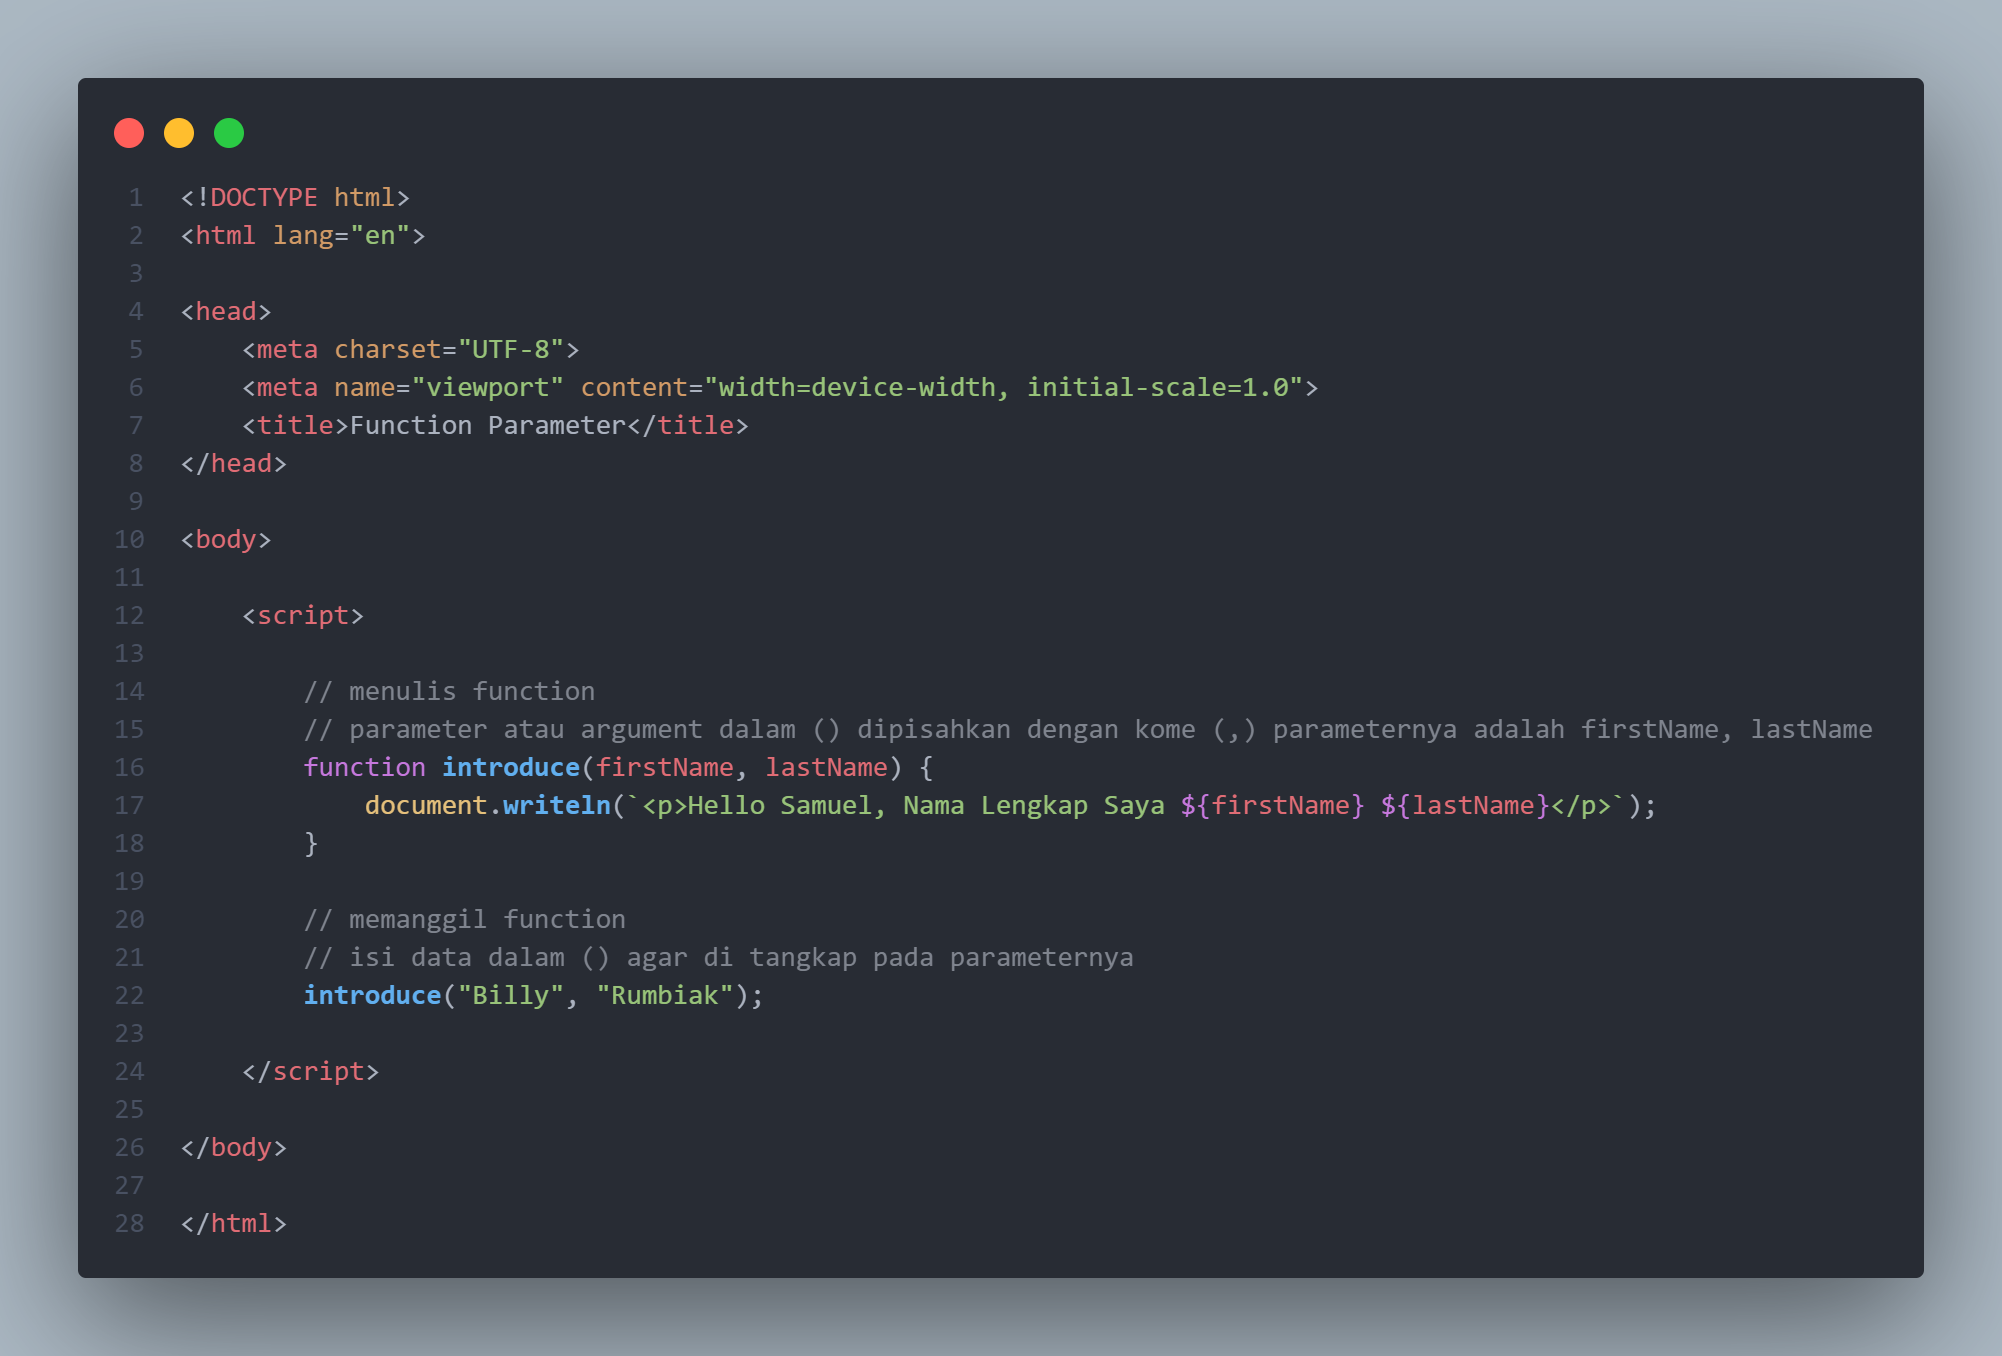 1 <!DOCTYPE html>
2 <html lang="en">
3
4 <head>
5     <meta charset="UTF-8">
6     <meta name="viewport" content="width=device-width, initial-scale=1.0">
7     <title>Function Parameter</title>
8 </head>
9
10 <body>
11
12     <script>
13
14         // menulis function
15         // parameter atau argument dalam () dipisahkan dengan kome (,) parameternya adalah firstName, lastName
16         function introduce(firstName, lastName) {
17             document.writeln(`<p>Hello Samuel, Nama Lengkap Saya ${firstName} ${lastName}</p>`);
18         }
19
20         // memanggil function
21         // isi data dalam () agar di tangkap pada parameternya
22         introduce("Billy", "Rumbiak");
23
24     </script>
25
26 </body>
27
28 </html>